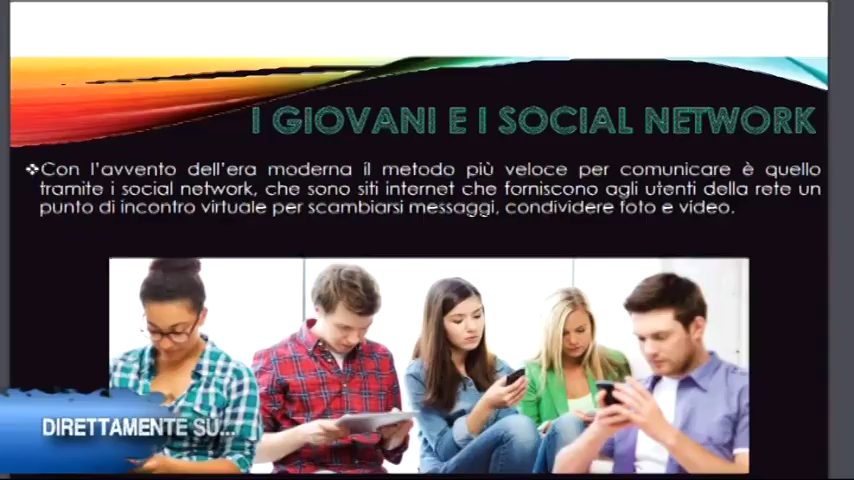 I GIOVANI E I SOCIAL NETWORK
❖Con l'avvento dell'era moderna il metodo più veloce per comunicare è quello
tramite i social network, che sono siti internet che forniscono agli utenti della rete un
punto di incontro virtuale per scambiarsi messaggi, condividere foto e video.
DIRETTAMENTE SU...